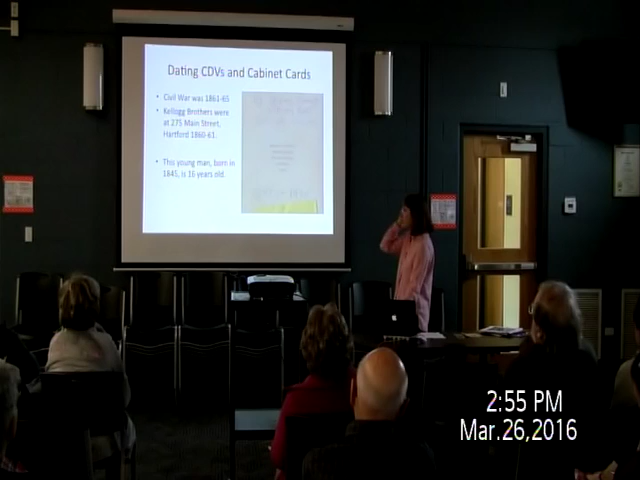 Dating CDVs and Cabinet Cards
• Civil War was 1861-65
• Kellogg Brothers were
at 275 Main Street,
Hartford 1860-61.
• This young man, born in
1845, is 16 years old.
2:55 PM
Mar.26,2016